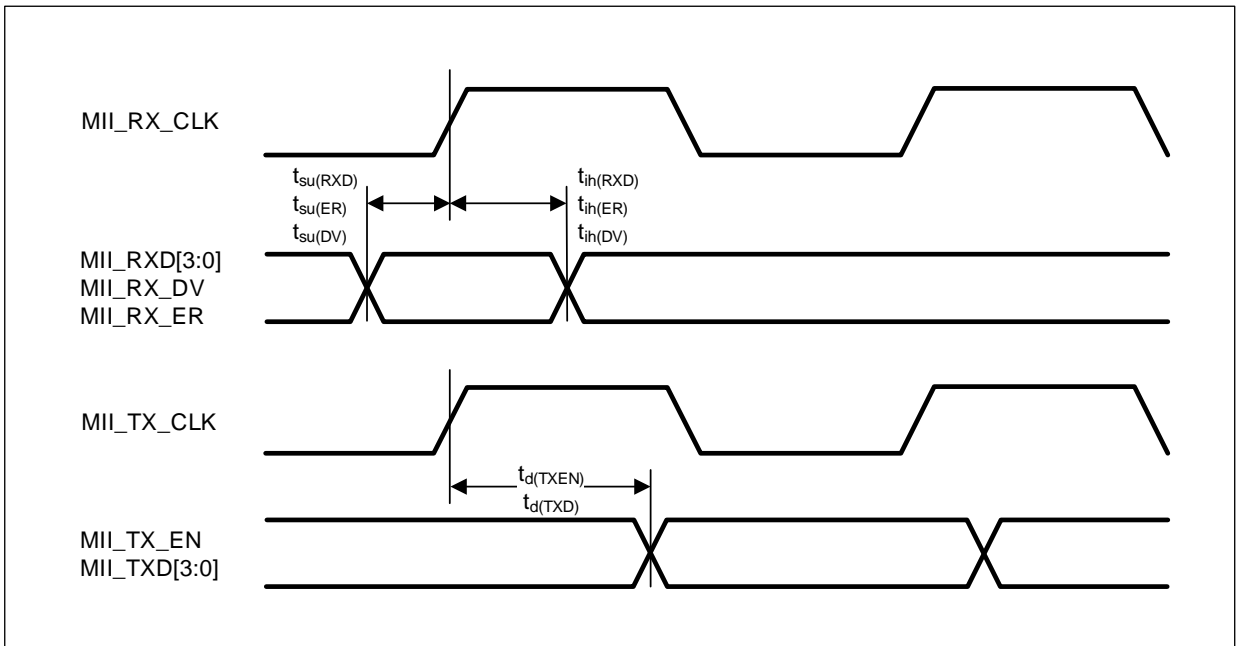 MII_RX_CLK
tsu(RXD)
tsu(ER)
tsu(DV)
tih(RXD)
tih(ER)
tih(DV)
MII_RXD[3:0]
MII_RX_DV
MII_RX_ER
MII_TX_CLK
td(TXEN)
td(TXD)
MII_TX_EN
MII_TXD[3:0]